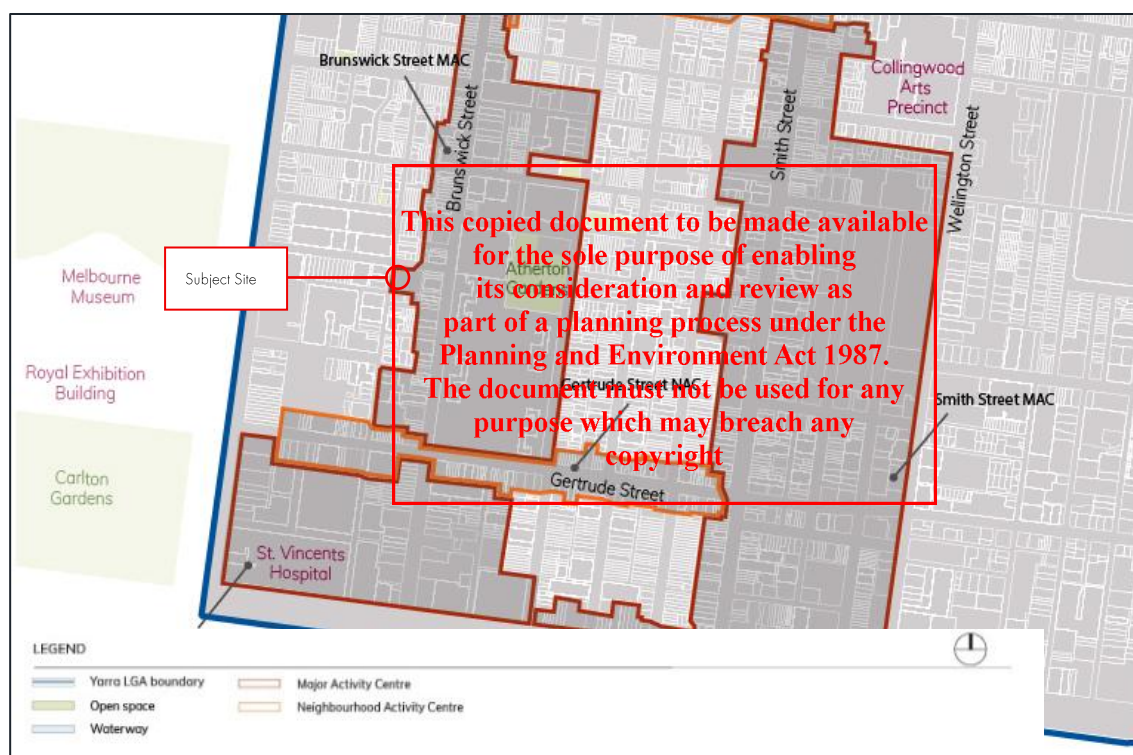 Brunswick Street MAC
Collingwood
Arts
Precinct
Brunswick Street
Smith Street
Wellington Street
This copied document to be made available
for the sole purpose of enabling
its consideration and review as
part of a planning process under the
Planning and Environment Act 1987.
The document must not be used for any
purpose which may breach any
copyright
Atherton
Gardens
Subject Site
Melbourne
Museum
Royal Exhibition
Building
Gertrude Street NAC
Smith Street MAC
Carlton
Gardens
Gertrude Street
St. Vincents
Hospital
LEGEND
Yarra LGA boundary
Open space
Waterway
Major Activity Centre
Neighbourhood Activity Centre